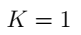 K = 1